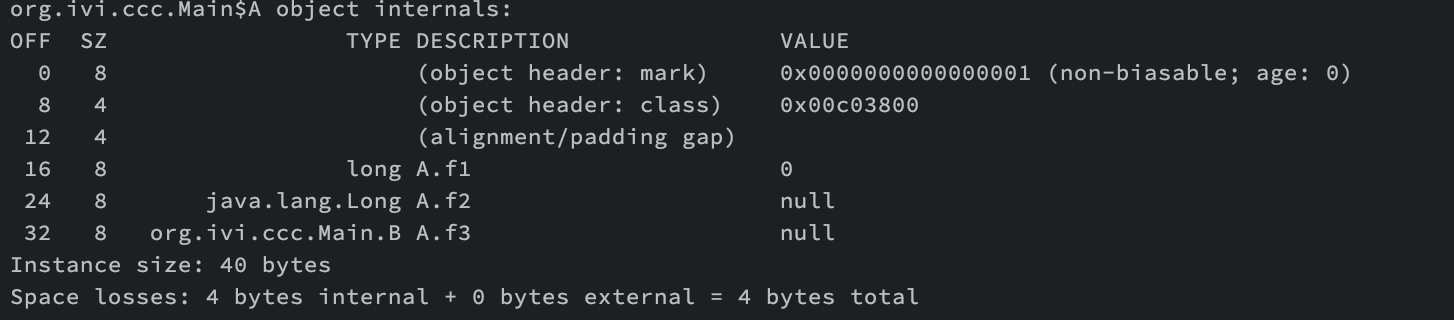 org.ivi.ccc.Main$A object internals:
OFF  SZ                 TYPE DESCRIPTION               VALUE
  0   8                      (object header: mark)     0x0000000000000001 (non-biasable; age: 0)
  8   4                      (object header: class)    0x00c03800
 12   4                      (alignment/padding gap)
 16   8                 long A.f1                      0
 24   8       java.lang.Long A.f2                      null
 32   8   org.ivi.ccc.Main.B A.f3                      null
Instance size: 40 bytes
Space losses: 4 bytes internal + 0 bytes external = 4 bytes total